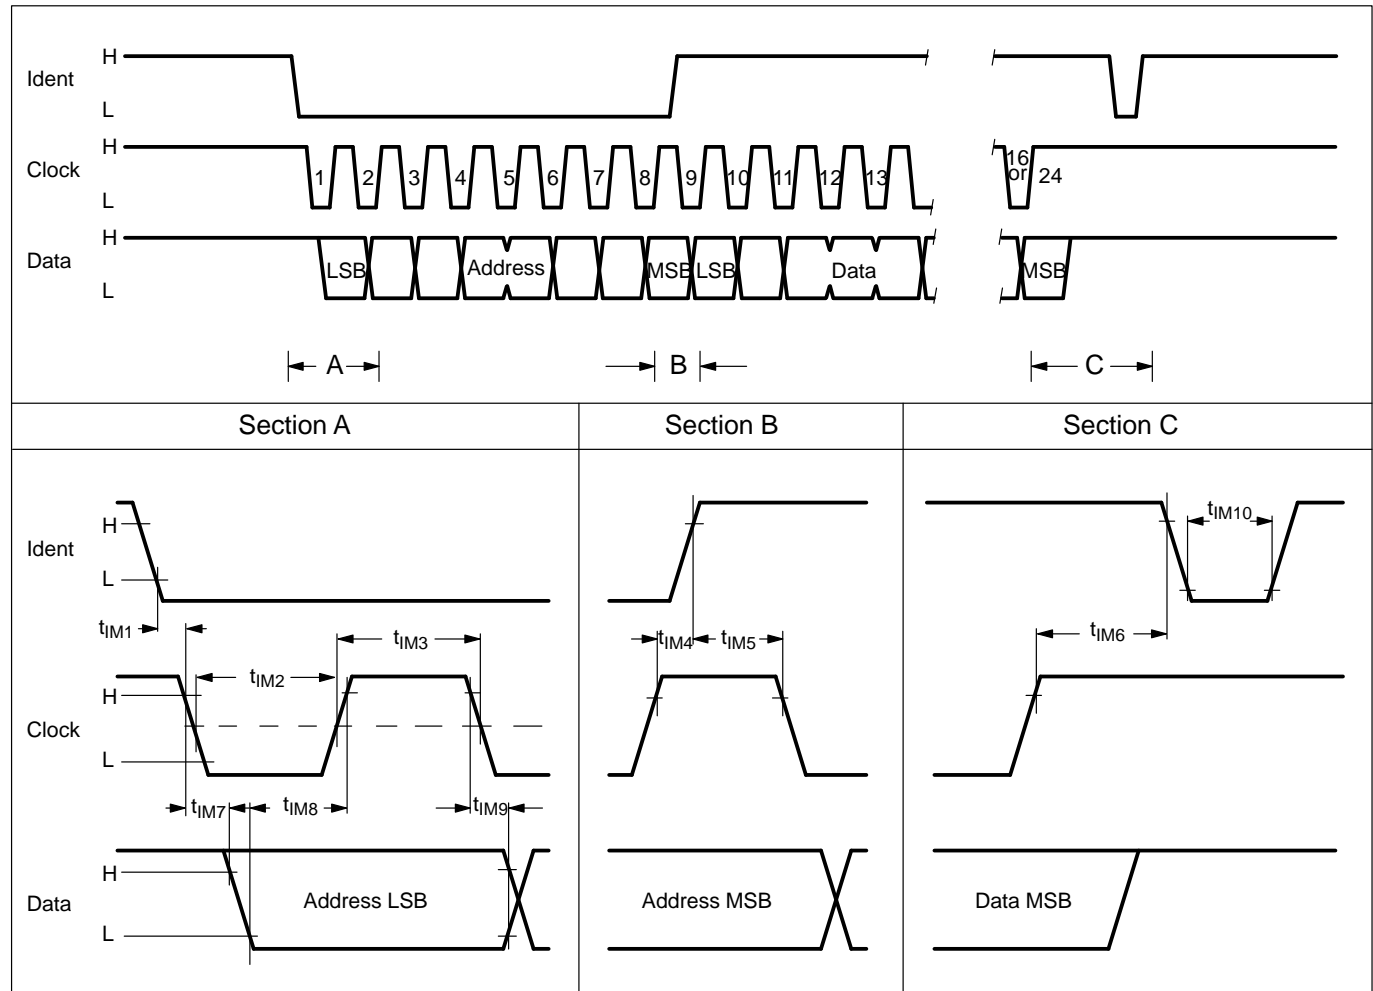 H
Ident
L
H
Clock
L
1 2 3 4 5 6 7 8 9 10 11 12 13 16 or 24
H
Data
L
LSB Address MSB LSB Data MSB
A B C
Section A Section B Section C
H
Ident
L
tIM10
tIM1 tIM3 tIM4 tIM5 tIM6
tIM2
H
Clock
L
tIM7 tIM8 tIM9
H
Data
L
Address LSB Address MSB Data MSB